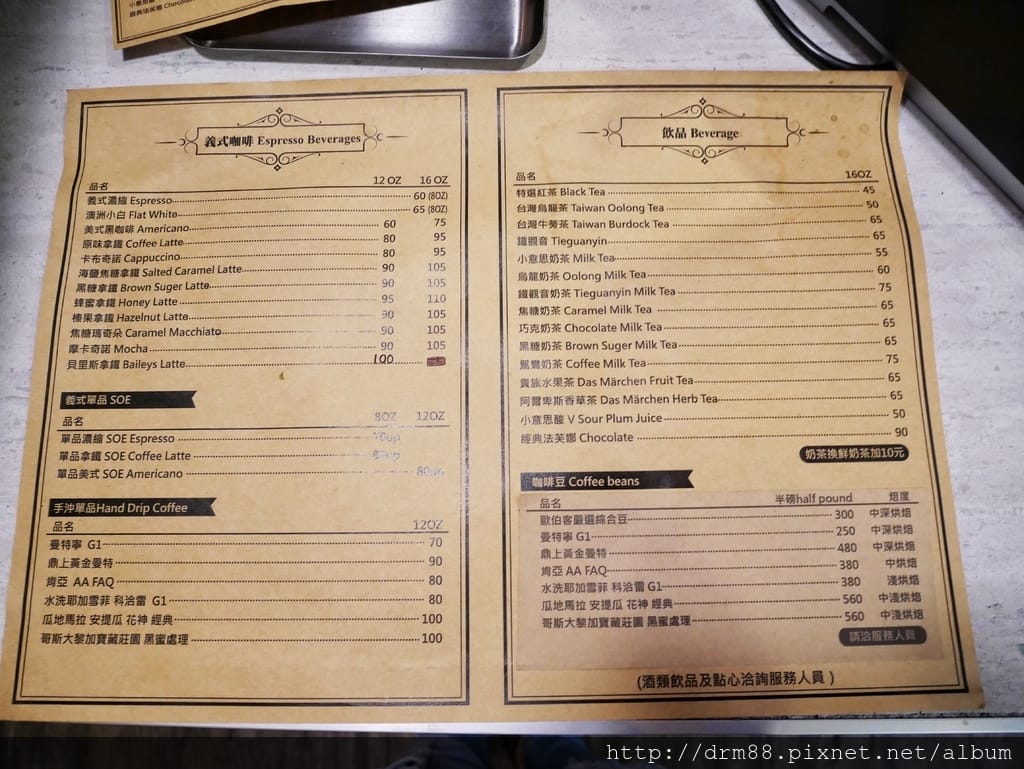 小意思酸
經典法芙娜 Chocolate
義式咖啡 Espresso Beverages
品名 12 OZ 16 OZ
義式濃縮 Espresso 60 (8OZ)
澳洲小白 Flat White 65 (8OZ)
美式黑咖啡 Americano 60 75
原味拿鐵 Coffee Latte 80 95
卡布奇諾 Cappuccino 80 95
海鹽焦糖拿鐵 Salted Caramel Latte 90 105
黑糖拿鐵 Brown Suger Latte 90 105
蜂蜜拿鐵 Honey Latte 95 110
榛果拿鐵 Hazelnut Latte 90 105
焦糖瑪奇朵 Caramel Macchiato 90 105
摩卡奇諾 Mocha 90 105
貝里斯拿鐵 Baileys Latte 100
義式單品 SOE
品名 8OZ 12OZ
單品濃縮 SOE Espresso
單品拿鐵 SOE Coffee Latte
單品美式 SOE Americano 80up
手沖單品Hand Drip Coffee
品名 12OZ
曼特寧 G1 70
鼎上黃金曼特 90
肯亞 AA FAQ 80
水洗耶加雪菲 科洽雷 G1 80
瓜地馬拉 安提瓜 花神 經典 100
哥斯大黎加寶藏莊園 黑蜜處理 100
飲品 Beverage
品名 16OZ
特選紅茶 Black Tea 45
台灣烏龍茶 Taiwan Oolong Tea 50
台灣牛蒡茶 Taiwan Burdock Tea 65
鐵觀音 Tieguanyin 65
小意思奶茶 Milk Tea 55
烏龍奶茶 Oolong Milk Tea 60
鐵觀音奶茶 Tieguanyin Milk Tea 75
焦糖奶茶 Caramel Milk Tea 65
巧克奶茶 Chocolate Milk Tea 65
黑糖奶茶 Brown Suger Milk Tea 65
鴛鴦奶茶 Coffee Milk Tea 75
貴族水果茶 Das Märchen Fruit Tea 65
阿爾卑斯香草茶 Das Märchen Herb Tea 65
小意思酸 V Sour Plum Juice 50
經典法芙娜 Chocolate 90
奶茶換鮮奶茶加10元
咖啡豆 Coffee beans
品名 半磅half pound 焙度
歐伯客嚴選綜合豆 300 中深烘焙
曼特寧 G1 250 中深烘焙
鼎上黃金曼特 480 中深烘焙
肯亞 AA FAQ 380 中烘焙
水洗耶加雪菲 科洽雷 G1 380 淺烘焙
瓜地馬拉 安提瓜 花神 經典 560 中淺烘焙
哥斯大黎加寶藏莊園 黑蜜處理 560 中淺烘焙
請洽服務人員
(酒類飲品及點心洽詢服務人員)
http://drm88.pixnet.net/album